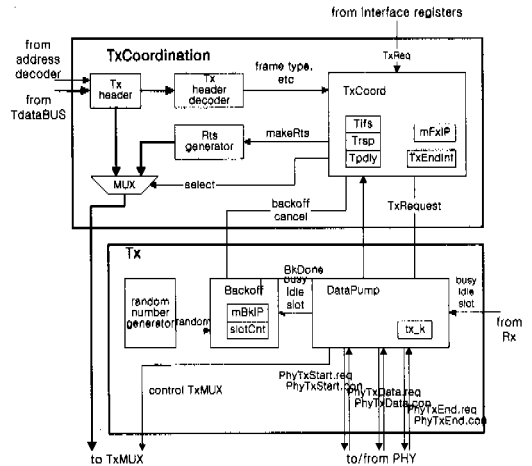 from Interface registers
from
address
decoder
TxCoordination
TxReq
Tx
header
Tx
header
decoder
frame type,
etc
TxCoord
from
TdataBUS
Tifs
Trsp
Tpdly
mFxIP
TxEndInt
Rts
generator
makeRts
MUX
select
backoff
cancel
TxRequest
Tx
BkDone
busy
Idle
slot
Backoff
DataPump
busy
Idle
slot
random
number
generator
random
mBkIP
slotCnt
tx_k
from
Rx
control TxMUX
PhyTxStart.req
PhyTxStart.con
PhyTxData.req
PhyTxData.con
PhyTxEnd.req
PhyTxEnd.con
to TxMUX
to/from PHY